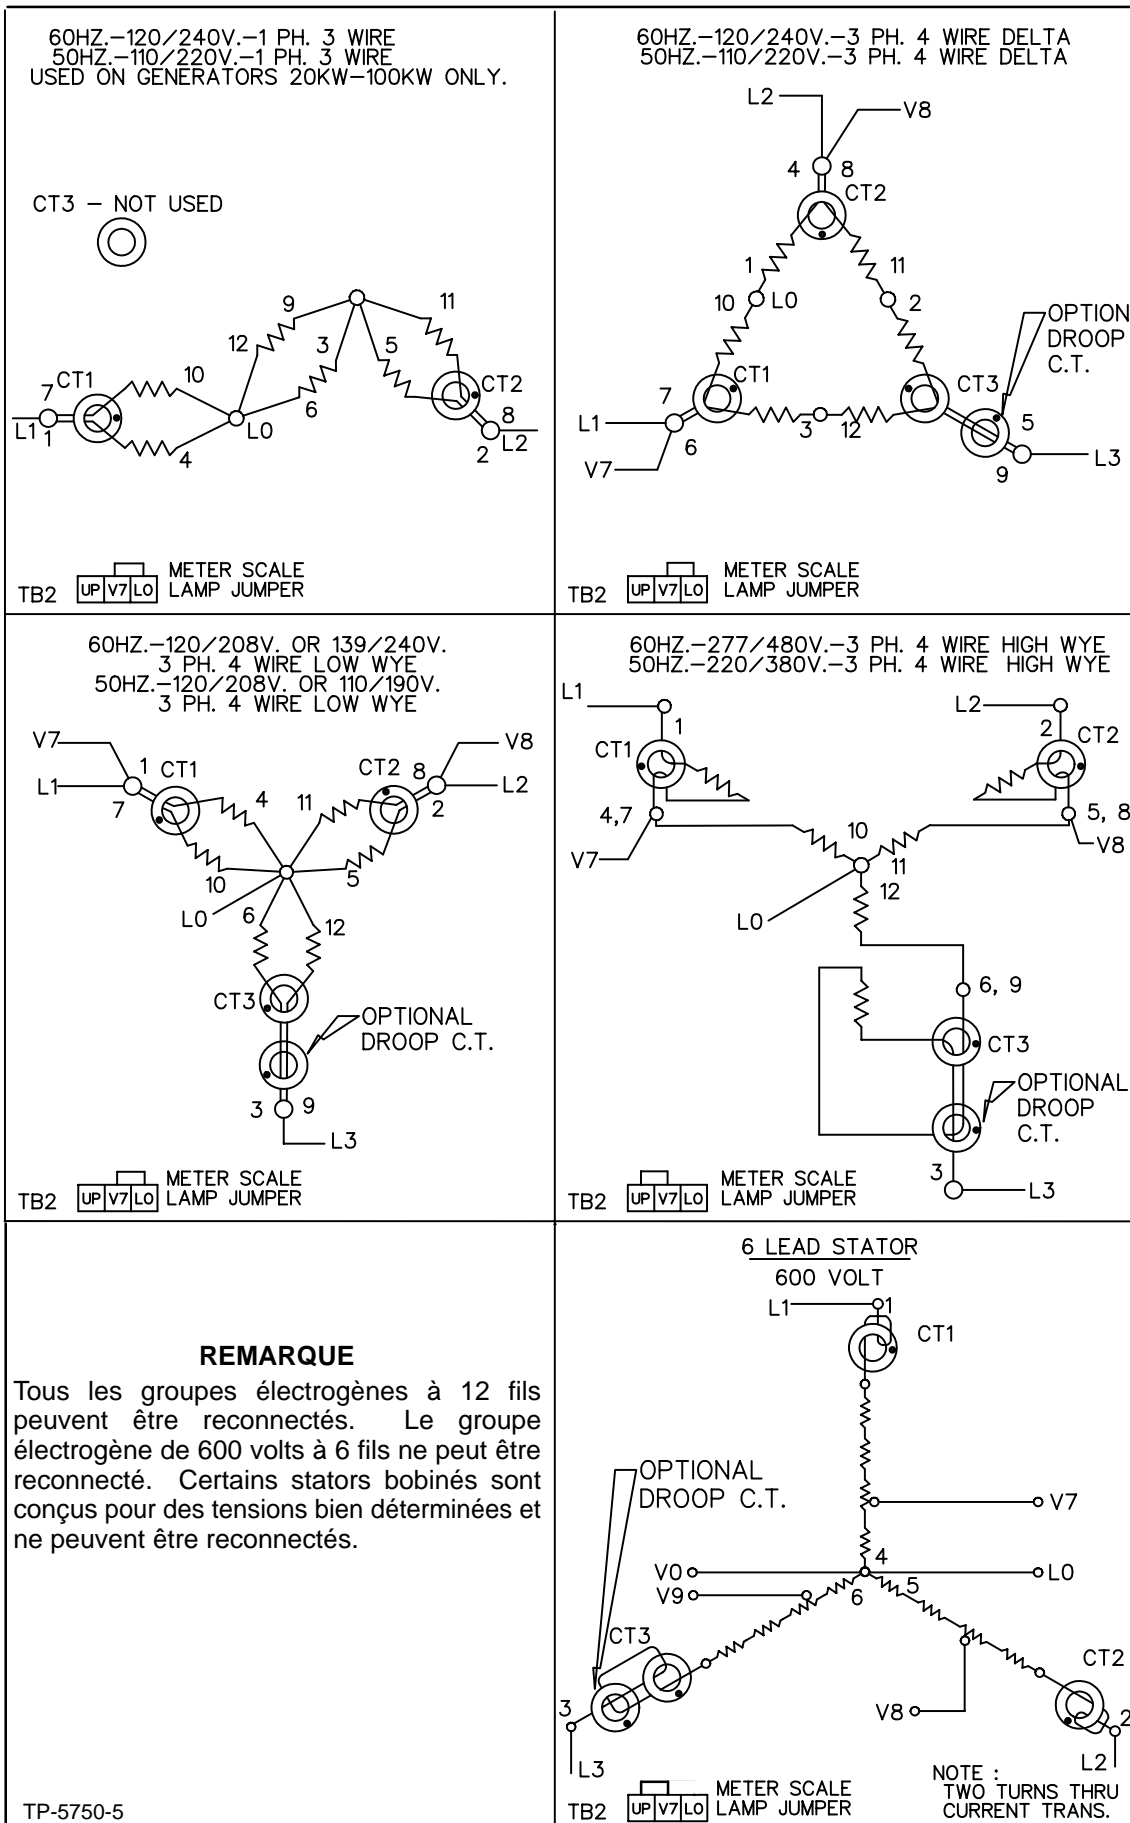 60HZ.-120/240V.-1 PH. 3 WIRE
50HZ.-110/220V.-1 PH. 3 WIRE
USED ON GENERATORS 20KW-100KW ONLY.
CT3 - NOT USED
9
11
12
3
5
7
CT1
10
6
CT2
8
L1
1
L0
4
2
L2
TB2
UP V7 L0
METER SCALE
LAMP JUMPER
60HZ.-120/240V.-3 PH. 4 WIRE DELTA
50HZ.-110/220V.-3 PH. 4 WIRE DELTA
L2
V8
4
8
CT2
1
11
10
L0
2
OPTION
DROOP
C.T.
7
CT1
CT3
L1
6
3
12
5
V7
9
L3
TB2
UP V7 L0
METER SCALE
LAMP JUMPER
60HZ.-120/208V. OR 139/240V.
3 PH. 4 WIRE LOW WYE
50HZ.-120/208V. OR 110/190V.
3 PH. 4 WIRE LOW WYE
V7
V8
1
CT1
CT2
8
L1
L2
7
4
11
2
10
5
L0
6
12
CT3
OPTIONAL
DROOP C.T.
3
9
L3
TB2
UP V7 L0
METER SCALE
LAMP JUMPER
60HZ.-277/480V.-3 PH. 4 WIRE HIGH WYE
50HZ.-220/380V.-3 PH. 4 WIRE HIGH WYE
L1
L2
1
2
CT1
CT2
4,7
5, 8
10
V7
11
V8
12
L0
6, 9
CT3
OPTIONAL
DROOP
C.T.
3
L3
TB2
UP V7 L0
METER SCALE
LAMP JUMPER
REMARQUE
Tous les groupes électrogènes à 12 fils
peuvent être reconnectés. Le groupe
électrogène de 600 volts à 6 fils ne peut être
reconnecté. Certains stators bobinés sont
conçus pour des tensions bien déterminées et
ne peuvent être reconnectés.
TP-5750-5
6 LEAD STATOR
600 VOLT
L1
1
CT1
OPTIONAL
DROOP C.T.
V7
4
V0
L0
V9
6
5
CT3
CT2
3
V8
2
L3
L2
TB2
UP V7 L0
METER SCALE
LAMP JUMPER
NOTE :
TWO TURNS THRU
CURRENT TRANS.